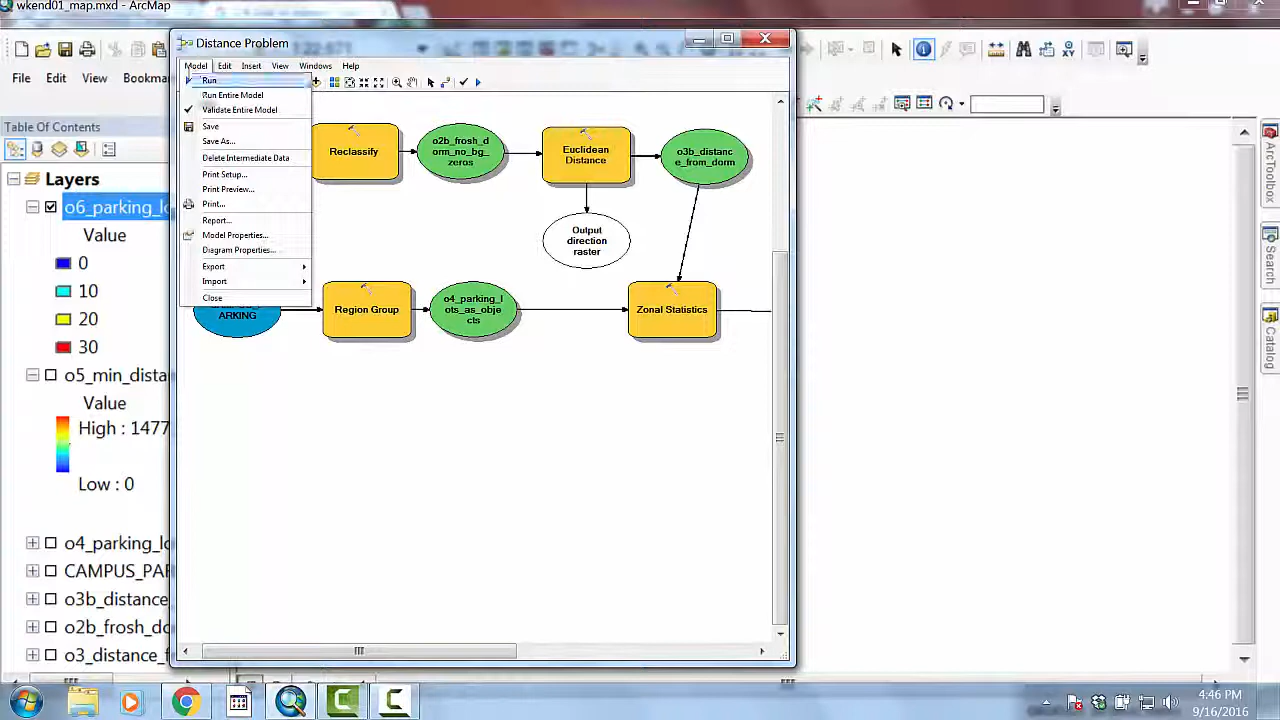 wkend01_map.mxd - ArcMap
Distance Problem
File Edit View Bookmarks
Model Edit Insert View Windows Help
Run
Run Entire Model
Validate Entire Model
Save
Save As...
Delete Intermediate Data
Print Setup...
Print Preview...
Print...
Report...
Model Properties...
Diagram Properties...
Export
Import
Close
Reclassify
o2b_frosh_d
orm_no_bg_
zeros
Euclidean
Distance
o3b_distanc
e_from_dorm
Output
direction
raster
ARKING
Region Group
o4_parking_l
ots_as_obje
cts
Zonal Statistics
Table Of Contents
Layers
o6_parking_lo
Value
0
10
20
30
o5_min_dista
Value
High : 1477
Low : 0
o4_parking_lo
CAMPUS_PA
o3b_distance
o2b_frosh_do
o3_distance_f
ArcToolbox
Search
Catalog
4:46 PM
9/16/2016